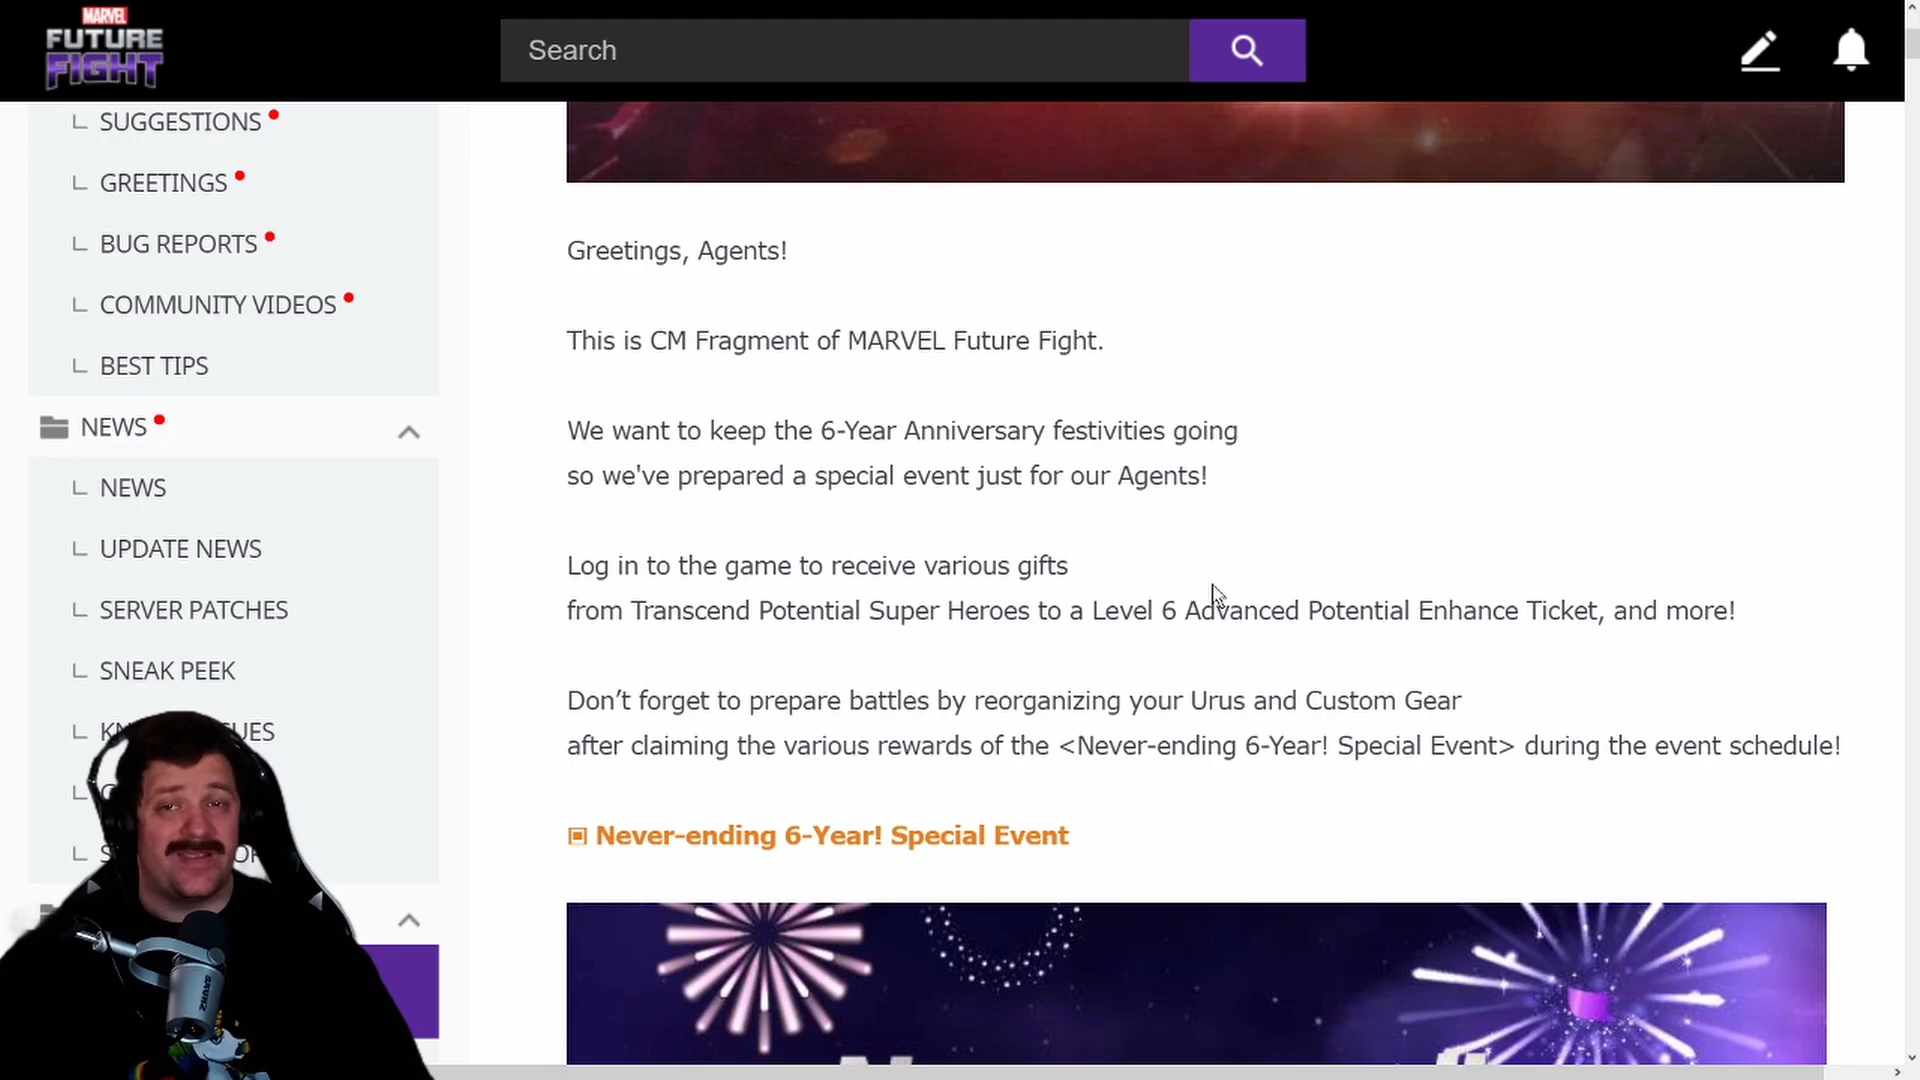 MARVEL
FUTURE
FIGHT
Search
SUGGESTIONS
GREETINGS
BUG REPORTS
COMMUNITY VIDEOS
BEST TIPS
NEWS
NEWS
UPDATE NEWS
SERVER PATCHES
SNEAK PEEK
Greetings, Agents!
This is CM Fragment of MARVEL Future Fight.
We want to keep the 6-Year Anniversary festivities going
so we've prepared a special event just for our Agents!
Log in to the game to receive various gifts
from Transcend Potential Super Heroes to a Level 6 Advanced Potential Enhance Ticket, and more!
Don’t forget to prepare battles by reorganizing your Urus and Custom Gear
after claiming the various rewards of the <Never-ending 6-Year! Special Event> during the event schedule!
Never-ending 6-Year! Special Event